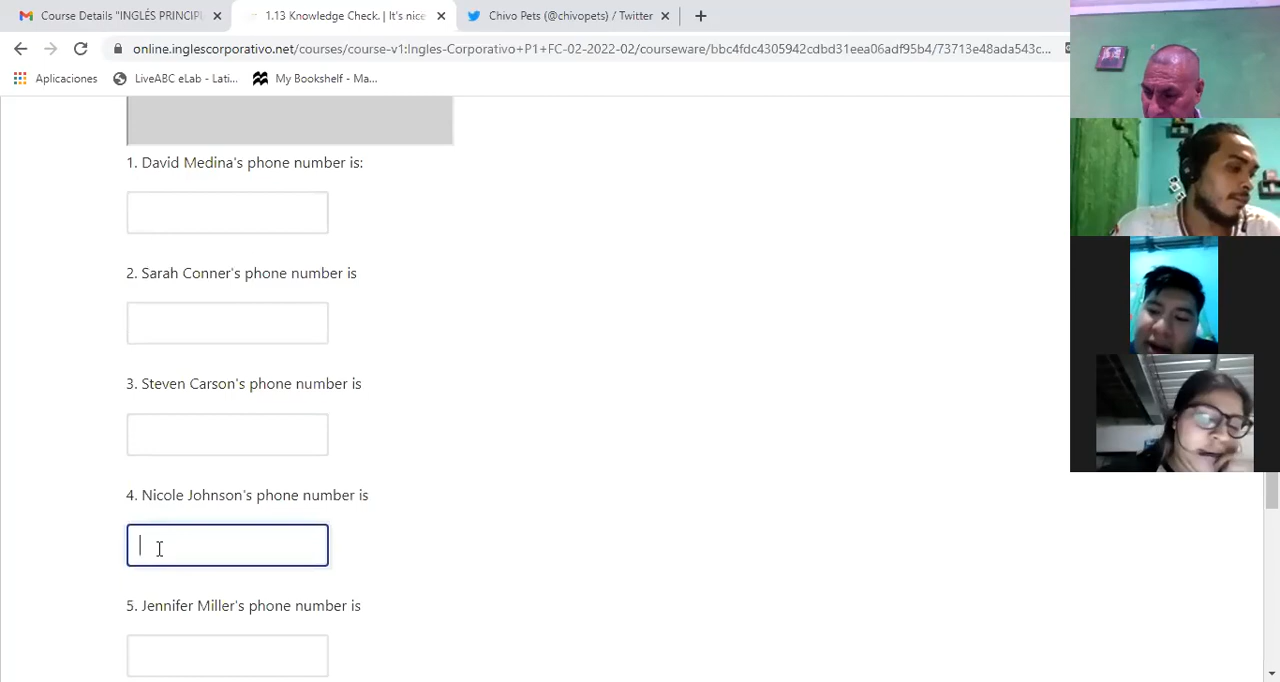 Course Details "INGLÉS PRINCIPI
1.13 Knowledge Check. | It's nice
Chivo Pets (@chivopets) / Twitter
online.inglescorporativo.net/courses/course-v1:Ingles-Corporativo+P1+FC-02-2022-02/courseware/bbc4fdc4305942cdbd31eea06adf95b4/73713e48ada543c...
Aplicaciones
LiveABC eLab - Lati...
My Bookshelf - Ma...
1. David Medina's phone number is:
2. Sarah Conner's phone number is
3. Steven Carson's phone number is
4. Nicole Johnson's phone number is
5. Jennifer Miller's phone number is